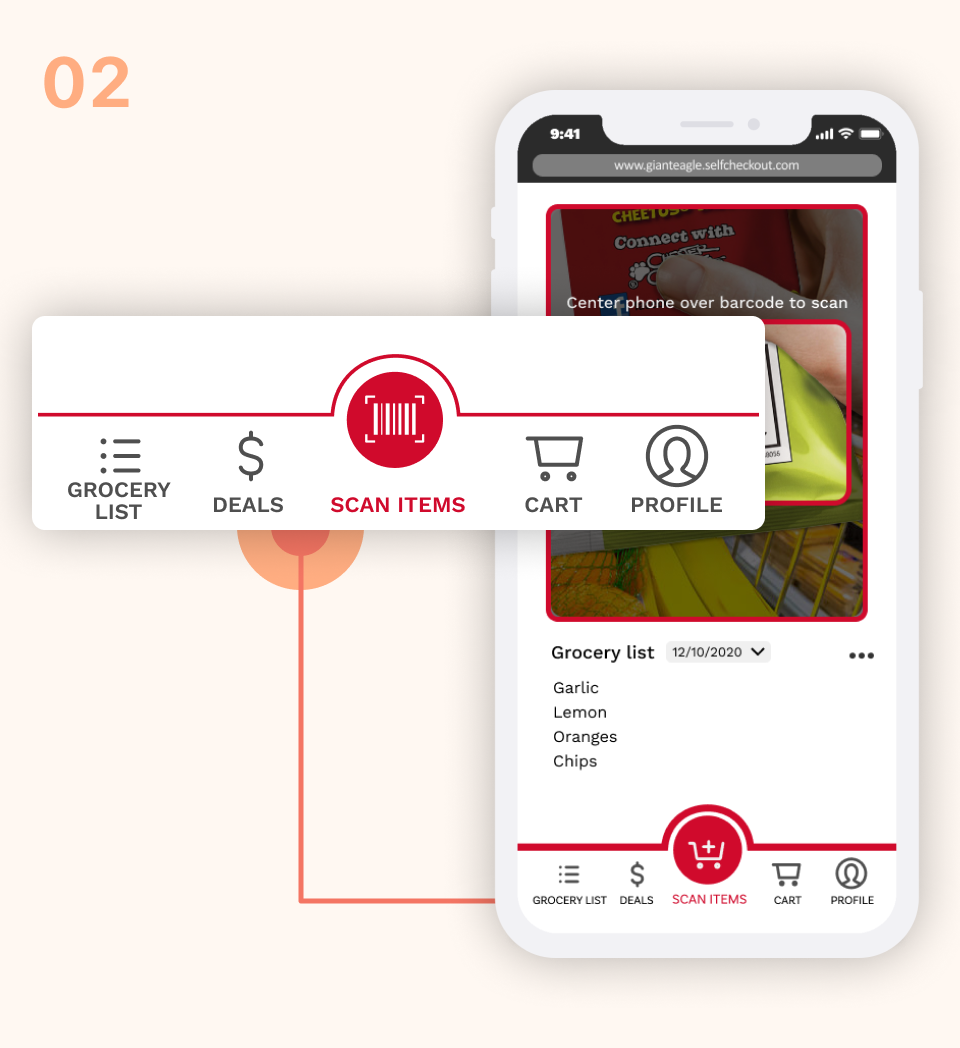 02
9:41
www.gianteagle.selfcheckout.com
CHEETOS
Connect with
Center phone over barcode to scan
GROCERY
LIST
DEALS
SCAN ITEMS
CART
PROFILE
Grocery list
12/10/2020
Garlic
Lemon
Oranges
Chips
GROCERY LIST
DEALS
SCAN ITEMS
CART
PROFILE